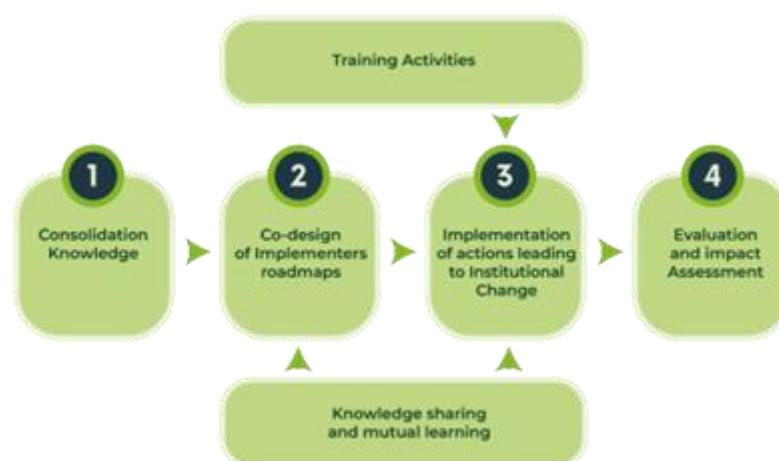 Training Activities
1
Consolidation
Knowledge
2
Co-design
of Implementers
roadmaps
3
Implementation
of actions leading
to Institutional
Change
4
Evaluation
and impact
Assessment
Knowledge sharing
and mutual learning